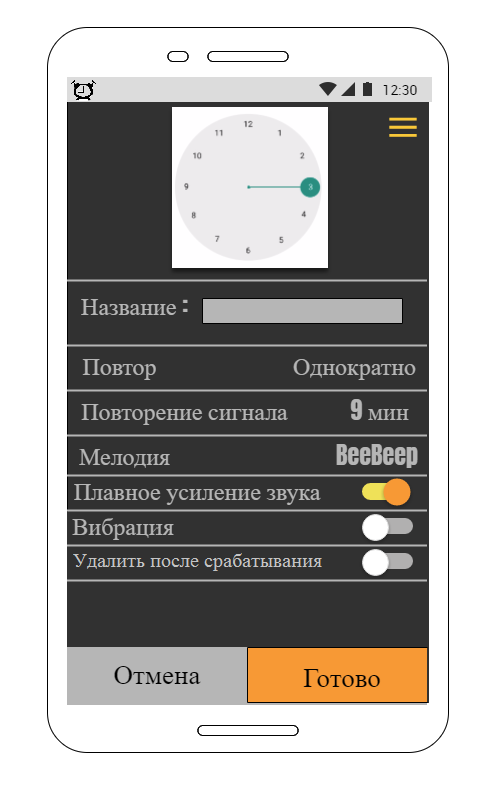 12:30
12
11 1
10 2
9 3
8 4
7 5
6
Название :
Повтор Однократно
Повторение сигнала 9 мин
Мелодия BeeBeep
Плавное усиление звука
Вибрация
Удалить после срабатывания
Отмена Готово